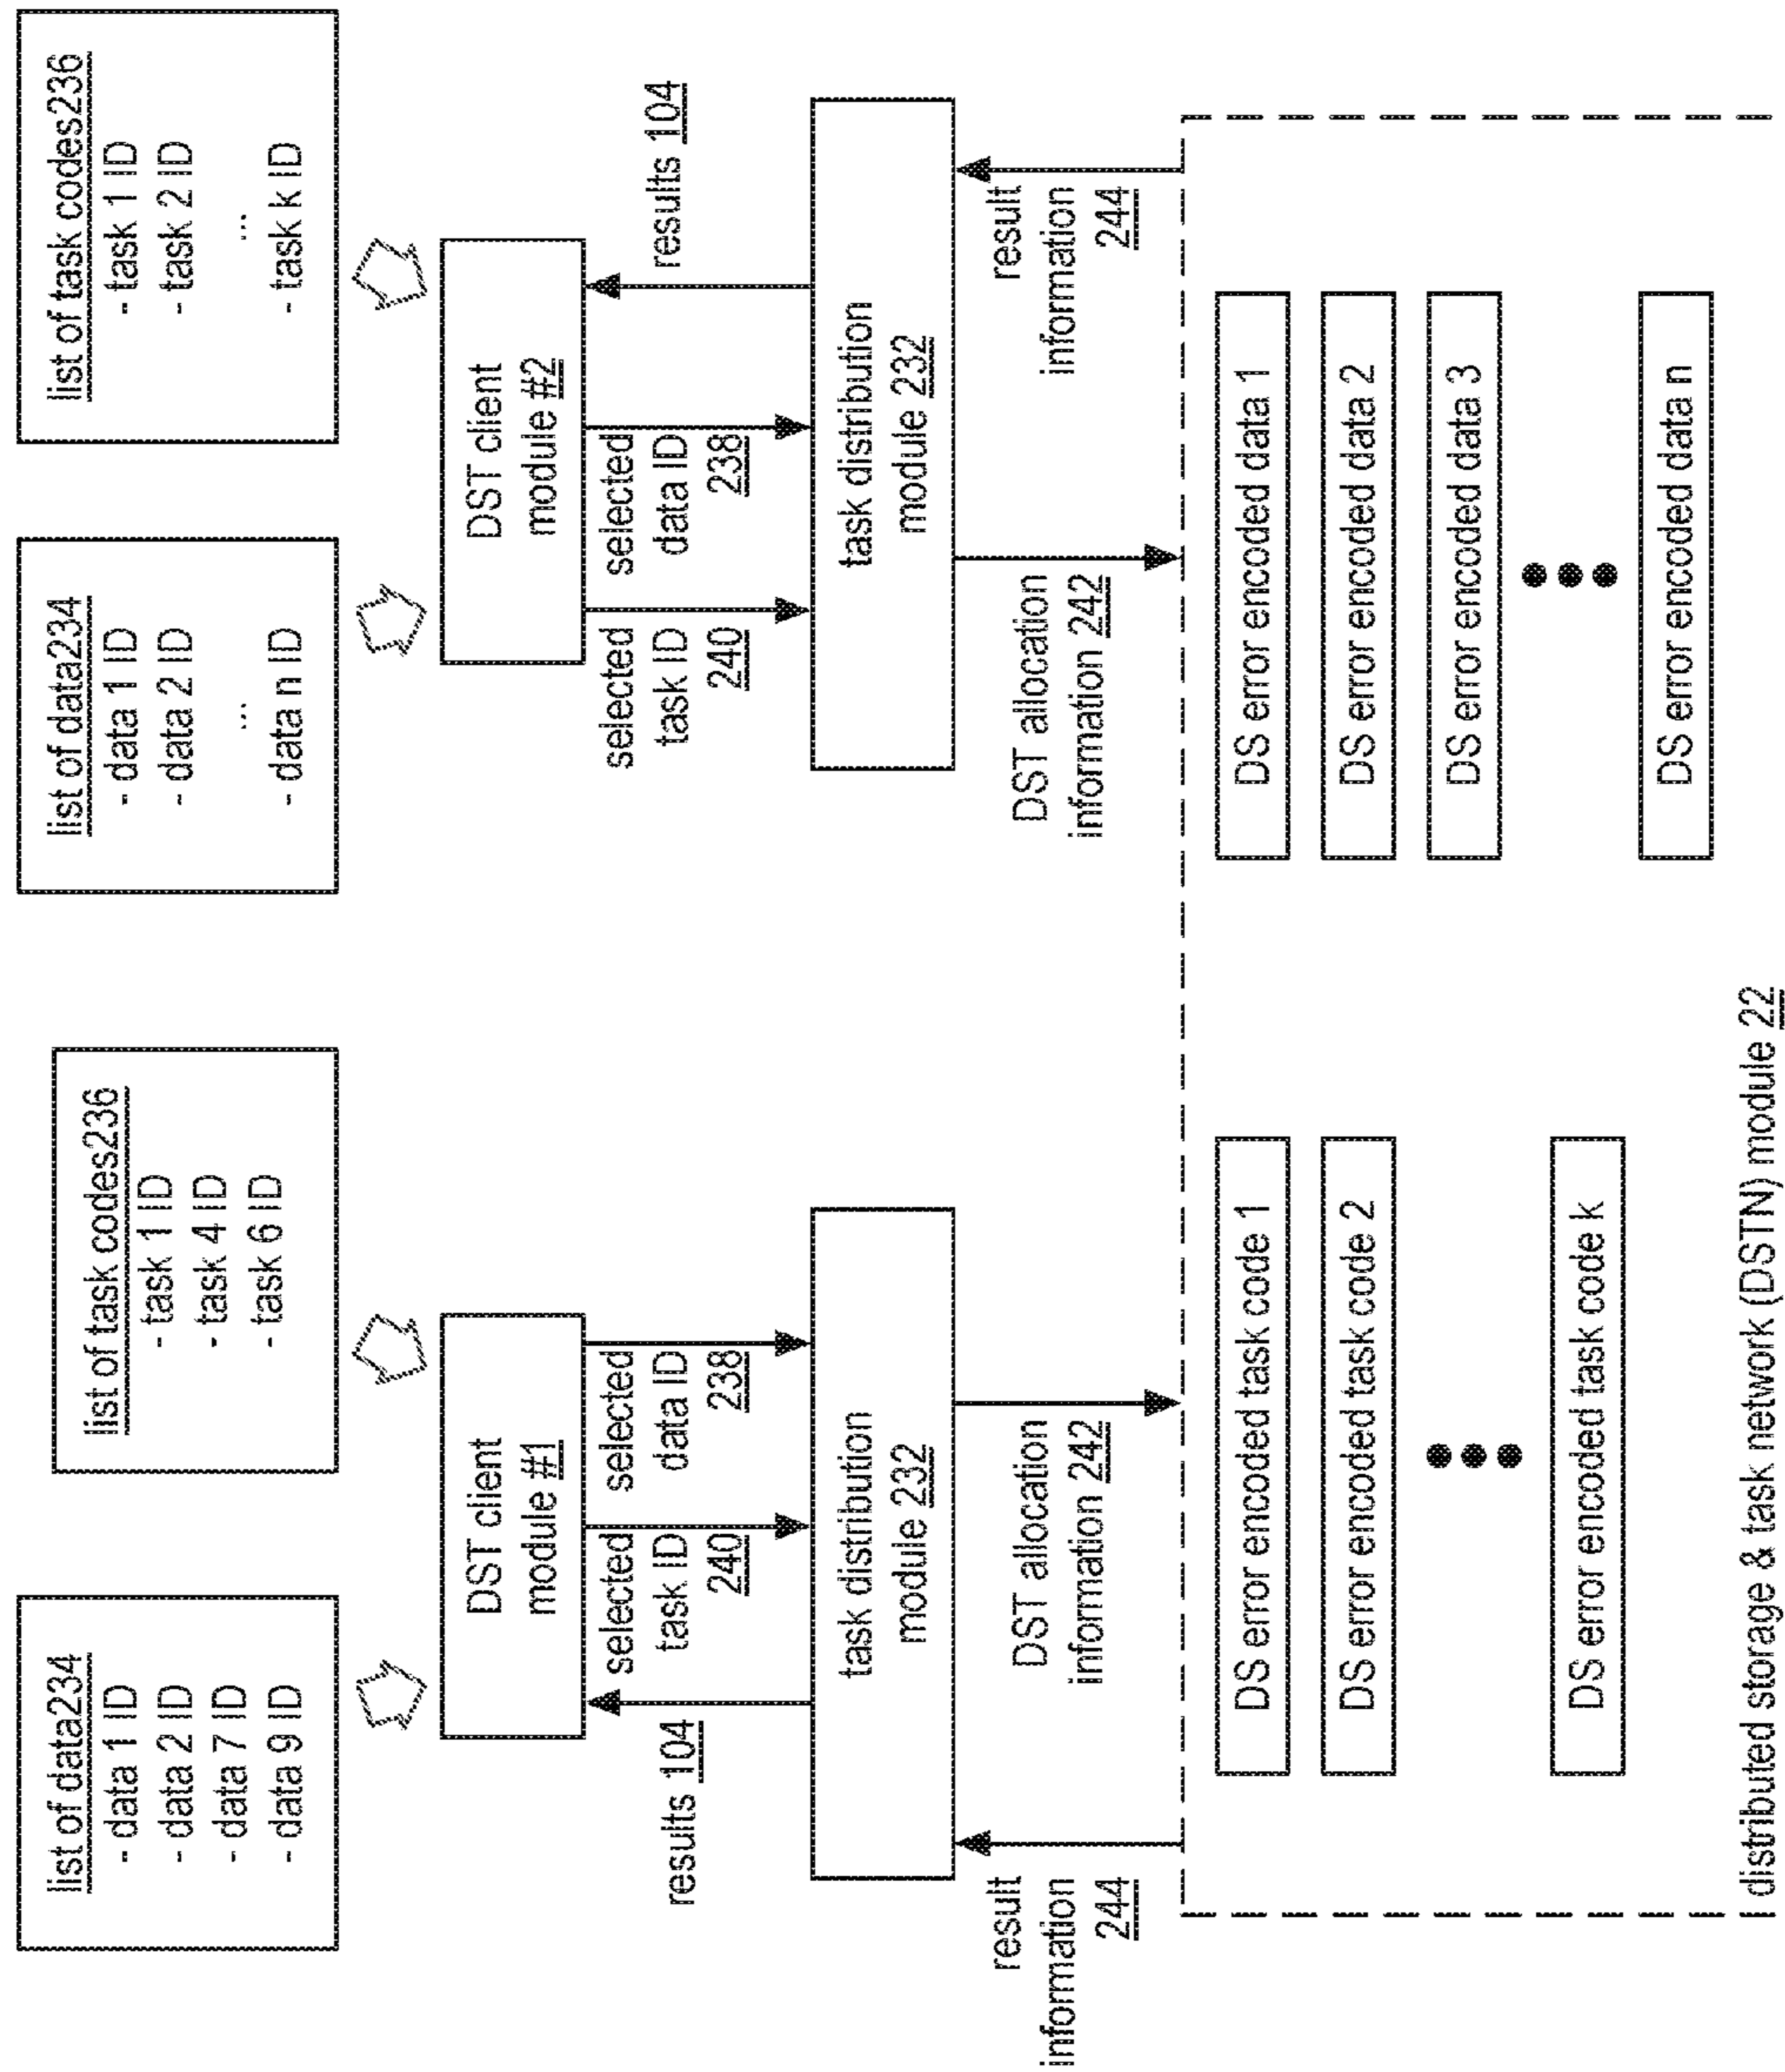 list of data234
- data 1 ID
- data 2 ID
- data 7 ID
- data 9 ID
list of task codes236
- task 1 ID
- task 4 ID
- task 6 ID
list of data234
- data 1 ID
- data 2 ID
...
- data n ID
list of task codes236
- task 1 ID
- task 2 ID
...
- task k ID
DST client
module #1
DST client
module #2
results 104
selected
task ID
240
selected
data ID
238
selected
task ID
240
selected
data ID
238
results 104
task distribution
module 232
task distribution
module 232
result
information
244
DST allocation
information 242
DST allocation
information 242
result
information
244
DS error encoded task code 1
DS error encoded task code 2
DS error encoded task code k
DS error encoded data 1
DS error encoded data 2
DS error encoded data 3
DS error encoded data n
distributed storage & task network (DSTN) module 22